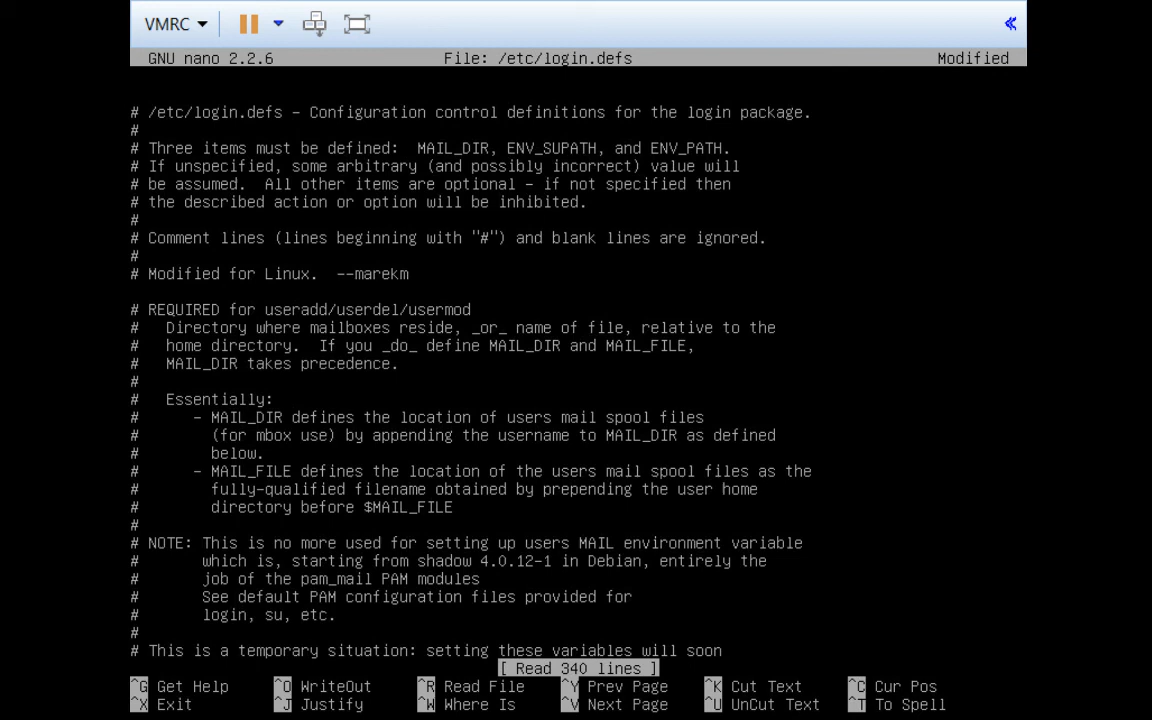 VMRC
GNU nano 2.2.6 File: /etc/login.defs Modified
# /etc/login.defs - Configuration control definitions for the login package.
#
# Three items must be defined:  MAIL_DIR, ENV_SUPATH, and ENV_PATH.
# If unspecified, some arbitrary (and possibly incorrect) value will
# be assumed.  All other items are optional - if not specified then
# the described action or option will be inhibited.
#
# Comment lines (lines beginning with "#") and blank lines are ignored.
#
# Modified for Linux.  --marekm
# REQUIRED for useradd/userdel/usermod
#   Directory where mailboxes reside, _or_ name of file, relative to the
#   home directory.  If you _do_ define MAIL_DIR and MAIL_FILE,
#   MAIL_DIR takes precedence.
#
#   Essentially:
#      - MAIL_DIR defines the location of users mail spool files
#        (for mbox use) by appending the username to MAIL_DIR as defined
#        below.
#      - MAIL_FILE defines the location of the users mail spool files as the
#        fully-qualified filename obtained by prepending the user home
#        directory before $MAIL_FILE
#
# NOTE: This is no more used for setting up users MAIL environment variable
#       which is, starting from shadow 4.0.12-1 in Debian, entirely the
#       job of the pam_mail PAM modules
#       See default PAM configuration files provided for
#       login, su, etc.
#
# This is a temporary situation: setting these variables will soon
[ Read 340 lines ]
^G Get Help ^O WriteOut ^R Read File ^Y Prev Page ^K Cut Text ^C Cur Pos
^X Exit ^J Justify ^W Where Is ^V Next Page ^U UnCut Text ^T To Spell